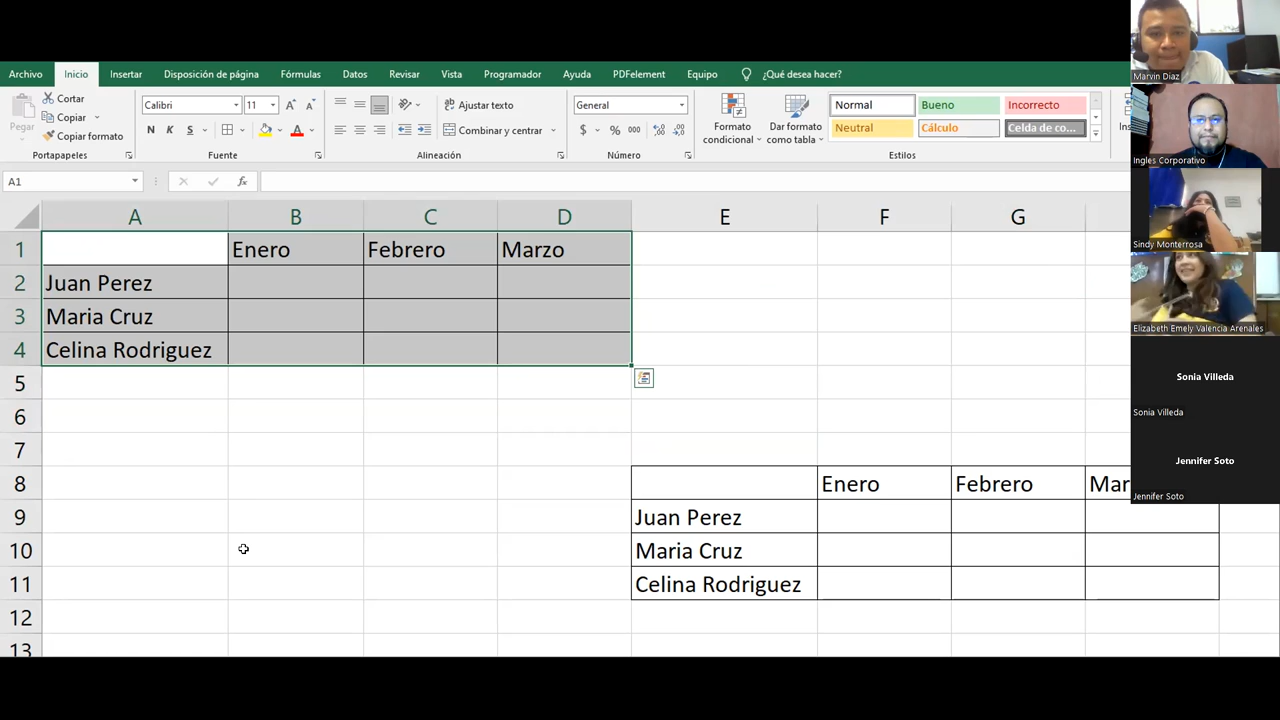 Archivo Inicio Insertar Disposición de página Fórmulas Datos Revisar Vista Programador Ayuda PDFelement Equipo ¿Qué desea hacer?
Pegar
Cortar
Copiar
Copiar formato
Portapapeles
Calibri 11
N K S
Fuente
Ajustar texto
Combinar y centrar
Alineación
General
$ % 000
Número
Formato condicional
Dar formato como tabla
Normal Bueno Incorrecto
Neutral Cálculo Celda de co...
Estilos
A1
fx
A B C D E F G
1 Enero Febrero Marzo
2 Juan Perez
3 Maria Cruz
4 Celina Rodriguez
5
6
7
8 Enero Febrero Mar
9 Juan Perez
10 Maria Cruz
11 Celina Rodriguez
12
13
Marvin Diaz
Ingles Corporativo
Sindy Monterrosa
Elizabeth Emely Valencia Arenales
Sonia Villeda
Sonia Villeda
Jennifer Soto
Jennifer Soto